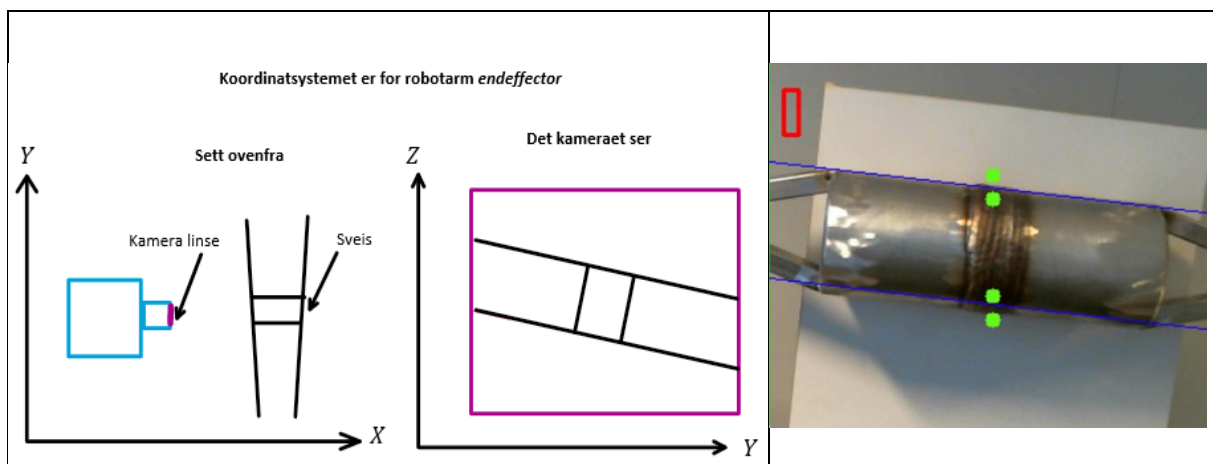 Koordinatsystemet er for robotarm endeffector
Sett ovenfra
Det kameraet ser
Y
Kamera linse
Sveis
X
Z
Y